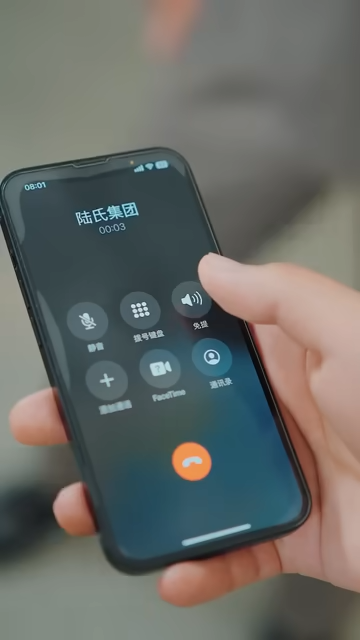 08:01
陆氏集团
00:03
静音
拨号键盘
免提
添加通话
FaceTime
通讯录